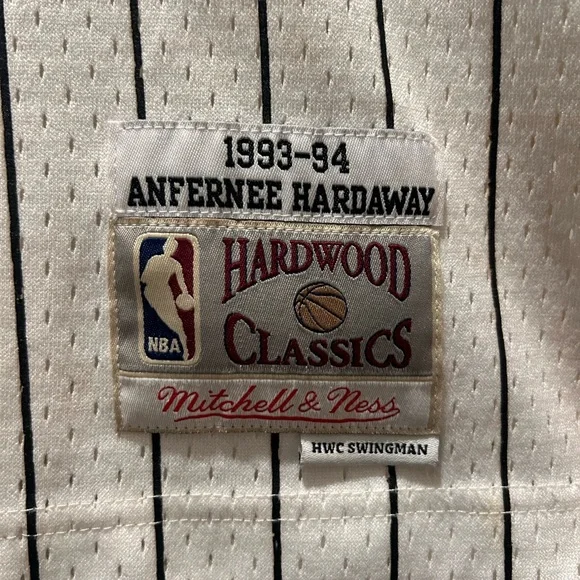 1993-94
ANFERNEE HARDAWAY
NBA
HARDWOOD
CLASSICS
Mitchell & Ness
HWC SWINGMAN